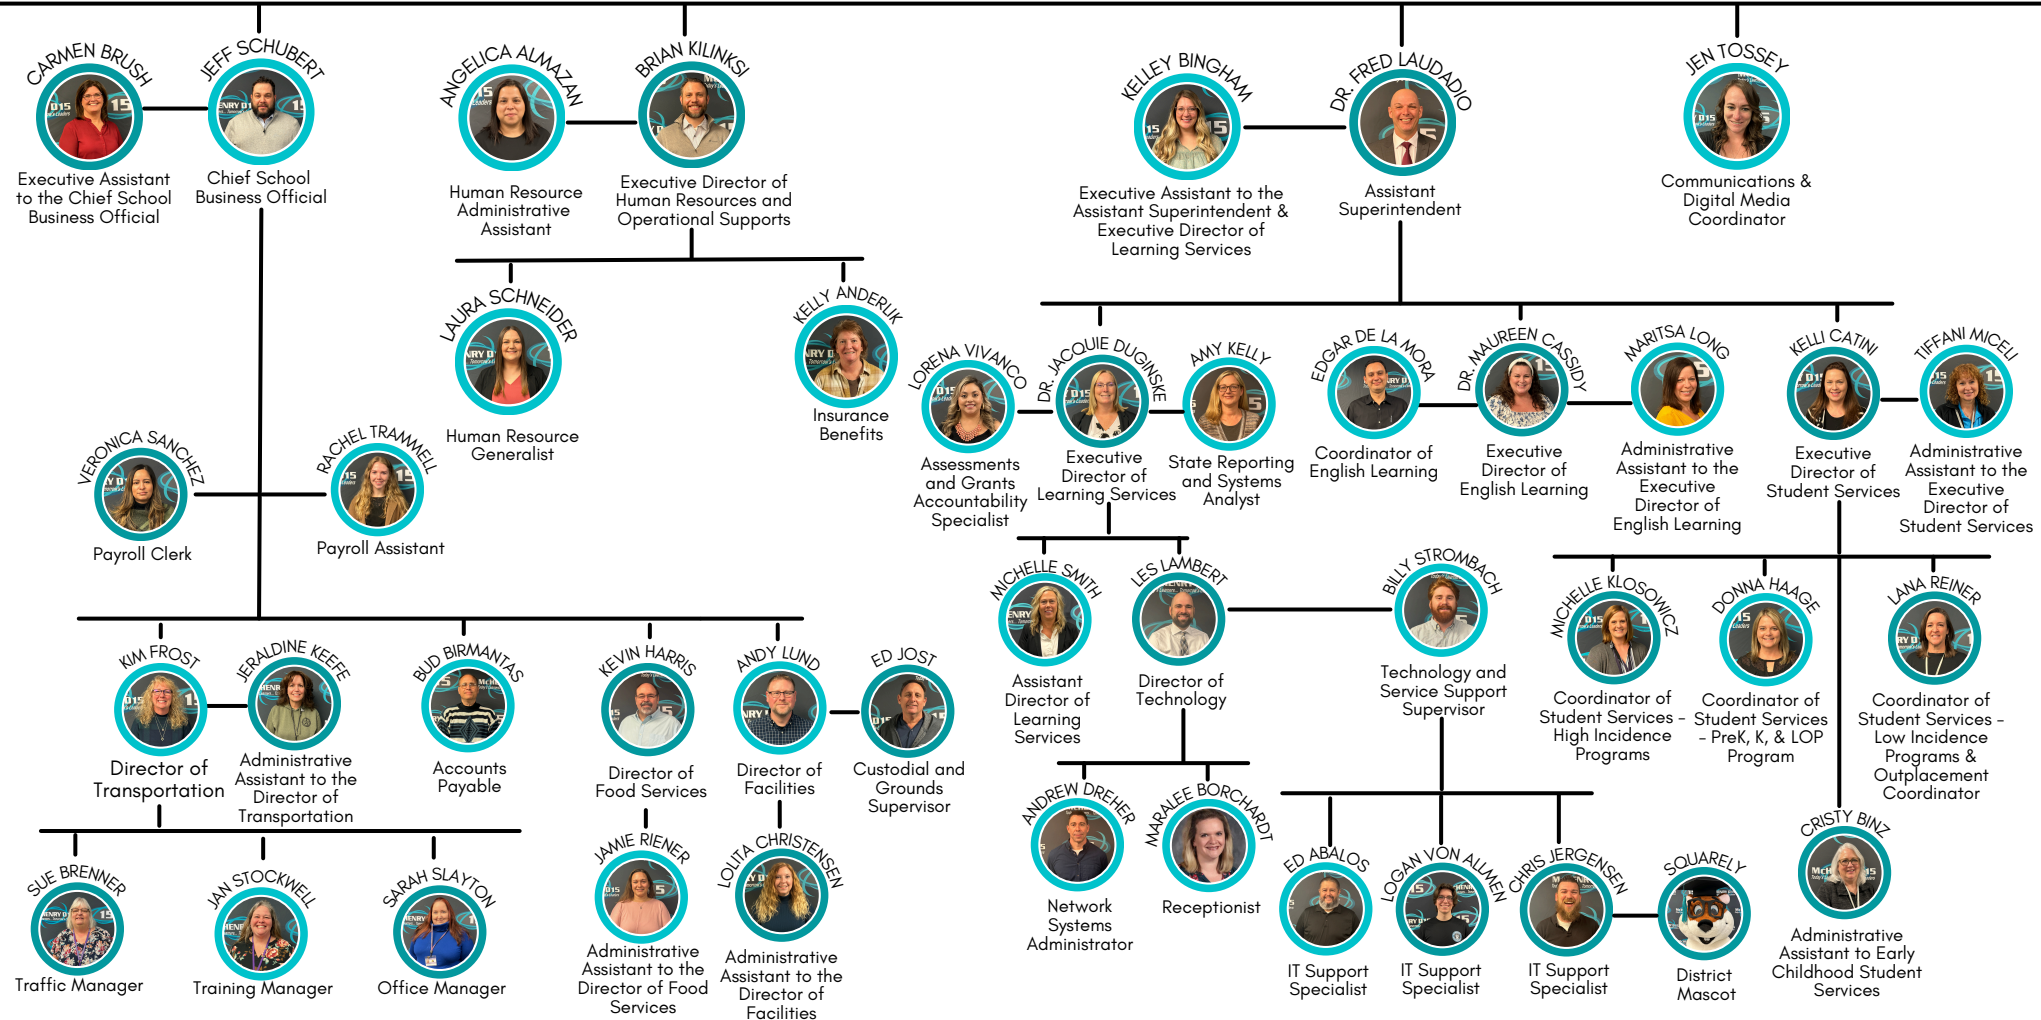 CARMEN BRUSH
Executive Assistant
to the Chief School
Business Official
JEFF SCHUBERT
Chief School
Business Official
ANGELICA ALMAZAN
Human Resource
Administrative
Assistant
BRIAN KILINKSI
Executive Director of
Human Resources and
Operational Supports
KELLEY BINGHAM
Executive Assistant to the
Assistant Superintendent &
Executive Director of
Learning Services
DR. FRED LAUDADIO
Assistant
Superintendent
JEN TOSSEY
Communications &
Digital Media
Coordinator
LAURA SCHNEIDER
Human Resource
Generalist
KELLY ANDERLIK
Insurance
Benefits
VERONICA SANCHEZ
Payroll Clerk
RACHEL TRAMMELL
Payroll Assistant
LORENA VIVANCO
Assessments
and Grants
Accountability
Specialist
DR. JACQUIE DUGINSKE
Executive
Director of
Learning Services
AMY KELLY
State Reporting
and Systems
Analyst
EDGAR DE LA MORA
Coordinator of
English Learning
DR. MAUREEN CASSIDY
Executive
Director of
English Learning
MARITSA LONG
Administrative
Assistant to the
Executive
Director of
English Learning
KELLI CATINI
Executive
Director of
Student Services
TIFFANI MICELI
Administrative
Assistant to the
Executive
Director of
Student Services
MICHELLE SMITH
Assistant
Director of
Learning
Services
LES LAMBERT
Director of
Technology
BILLY STROMBACH
Technology and
Service Support
Supervisor
MICHELLE KLOSOWICZ
Coordinator of
Student Services -
High Incidence
Programs
DONNA HAAGE
Coordinator of
Student Services
- PreK, K, & LOP
Program
LANA REINER
Coordinator of
Student Services -
Low Incidence
Programs &
Outplacement
Coordinator
KIM FROST
Director of
Transportation
JERALDINE KEEFE
Administrative
Assistant to the
Director of
Transportation
BUD BIRMANTAS
Accounts
Payable
KEVIN HARRIS
Director of
Food Services
ANDY LUND
Director of
Facilities
ED JOST
Custodial and
Grounds
Supervisor
SUE BRENNER
Traffic Manager
JAN STOCKWELL
Training Manager
SARAH SLAYTON
Office Manager
JAMIE RIENER
Administrative
Assistant to the
Director of Food
Services
LOLITA CHRISTENSEN
Administrative
Assistant to the
Director of
Facilities
ANDREW DREHER
Network
Systems
Administrator
MARALEE BORCHARDT
Receptionist
ED ABALOS
IT Support
Specialist
LOGAN VON ALLMEN
IT Support
Specialist
CHRIS JERGENSEN
IT Support
Specialist
SQUARELY
District
Mascot
CRISTY BINZ
Administrative
Assistant to Early
Childhood Student
Services